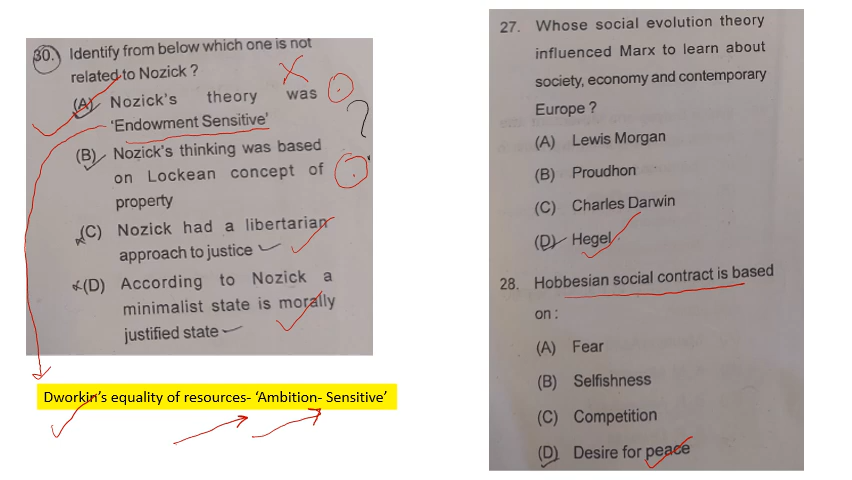 30. Identify from below which one is not
related to Nozick ?
(A) Nozick's theory was
'Endowment Sensitive'
(B) Nozick's thinking was based
on Lockean concept of
property
(C) Nozick had a libertarian
approach to justice
(D) According to Nozick a
minimalist state is morally
justified state
?
Dworkin's equality of resources- 'Ambition- Sensitive'
27. Whose social evolution theory
influenced Marx to learn about
society, economy and contemporary
Europe ?
(A) Lewis Morgan
(B) Proudhon
(C) Charles Darwin
(D) Hegel
28. Hobbesian social contract is based
on :
(A) Fear
(B) Selfishness
(C) Competition
(D) Desire for peace